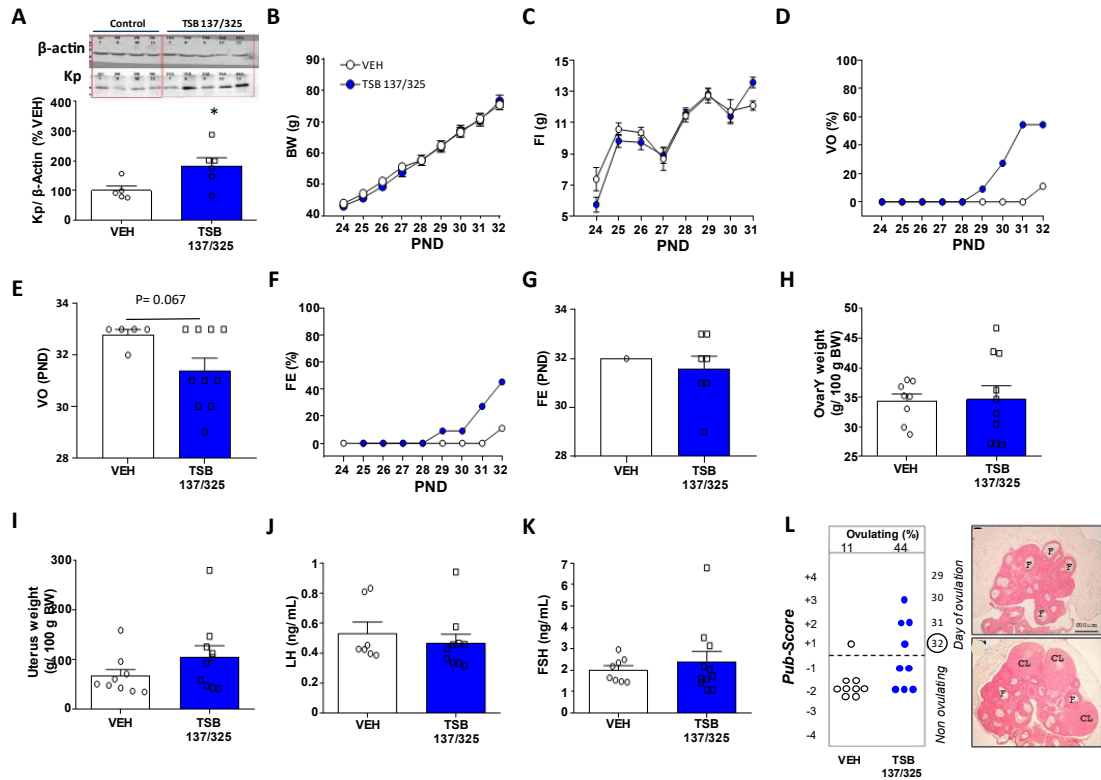 A
Control
TSB 137/325
β-actin
Kp
Kp/ β-Actin (% VEH)
400
300
200
100
0
*
VEH
TSB
137/325
B
BW (g)
VEH
TSB 137/325
90
80
70
60
50
40
24 25 26 27 28 29 30 31 32
PND
C
FI (g)
15
13
11
9
7
5
24 25 26 27 28 29 30 31
PND
D
VO (%)
100
80
60
40
20
0
24 25 26 27 28 29 30 31 32
PND
E
VO (PND)
34
32
30
28
P= 0.067
VEH
TSB
137/325
F
FE (%)
100
80
60
40
20
0
24 25 26 27 28 29 30 31 32
PND
G
FE (PND)
34
32
30
28
VEH
TSB
137/325
H
OvarY weight
(g/ 100 g BW)
50
45
40
35
30
25
VEH
TSB
137/325
I
Uterus weight
(g/ 100 g BW)
300
200
100
0
VEH
TSB
137/325
J
LH (ng/mL)
1
0.8
0.6
0.4
0.2
0
VEH
TSB
137/325
K
FSH (ng/mL)
8
7
6
5
4
3
2
1
0
VEH
TSB
137/325
L
Ovulating (%)
11 44
Pub-Score
+4
+3
+2
+1
-1
-2
-3
-4
29
30
31
32
Day of ovulation
Non ovulating
VEH
TSB
137/325
F
F
F
F
CL
CL
F
F
CL